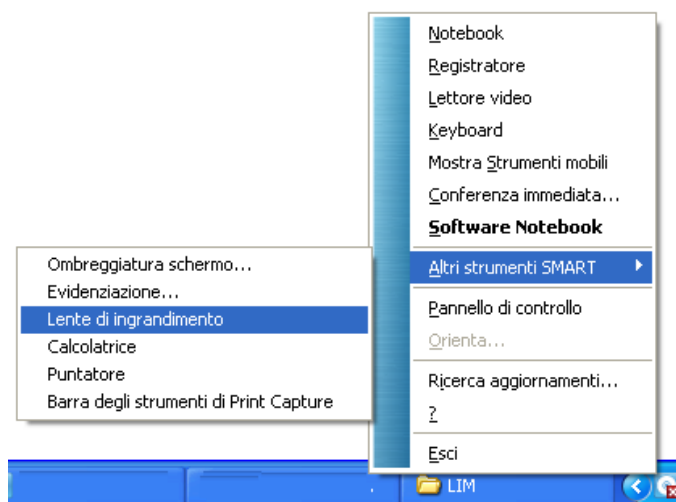 Notebook
Registratore
Lettore video
Keyboard
Mostra Strumenti mobili
Conferenza immediata...
Software Notebook
Altri strumenti SMART
Pannello di controllo
Orienta...
Ricerca aggiornamenti...
?
Esci
Ombreggiatura schermo...
Evidenziazione...
Lente di ingrandimento
Calcolatrice
Puntatore
Barra degli strumenti di Print Capture
LIM